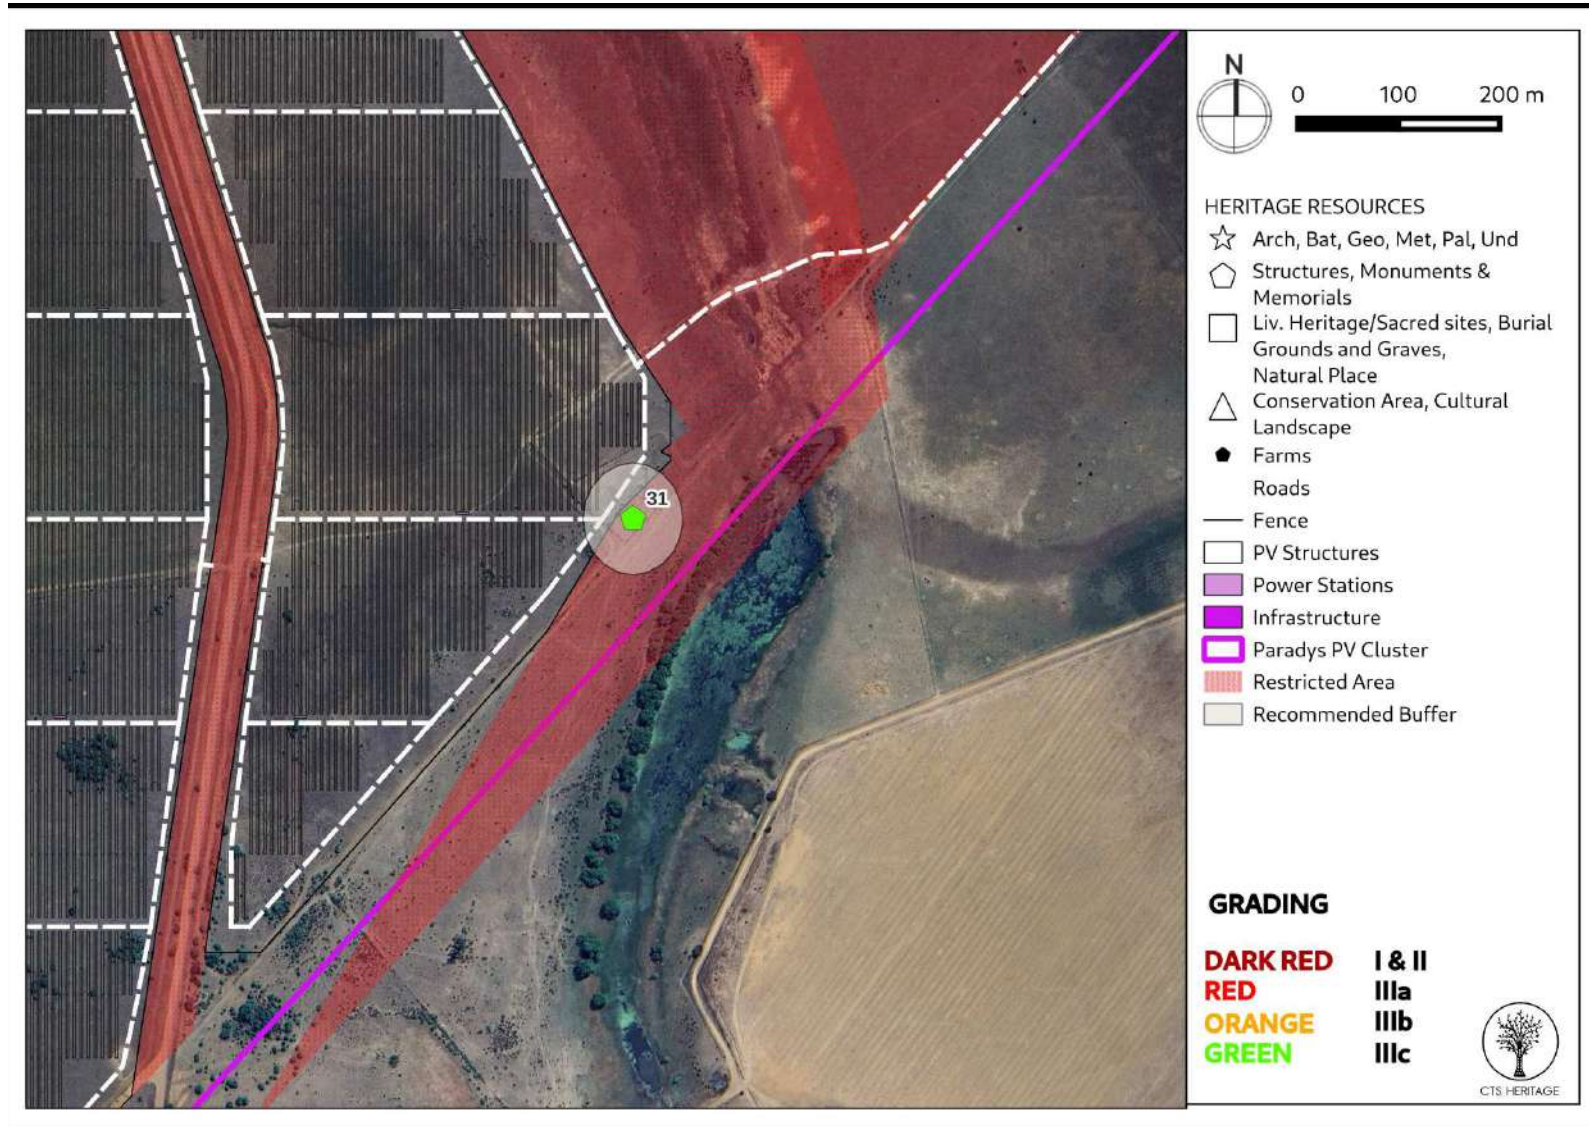 N
0 100 200 m
HERITAGE RESOURCES
Arch, Bat, Geo, Met, Pal, Und
Structures, Monuments &
Memorials
Liv. Heritage/Sacred sites, Burial
Grounds and Graves,
Natural Place
Conservation Area, Cultural
Landscape
Farms
Roads
Fence
PV Structures
Power Stations
Infrastructure
Paradys PV Cluster
Restricted Area
Recommended Buffer
31
GRADING
DARK RED I & II
RED IIIa
ORANGE IIIb
GREEN IIIc
CTS HERITAGE